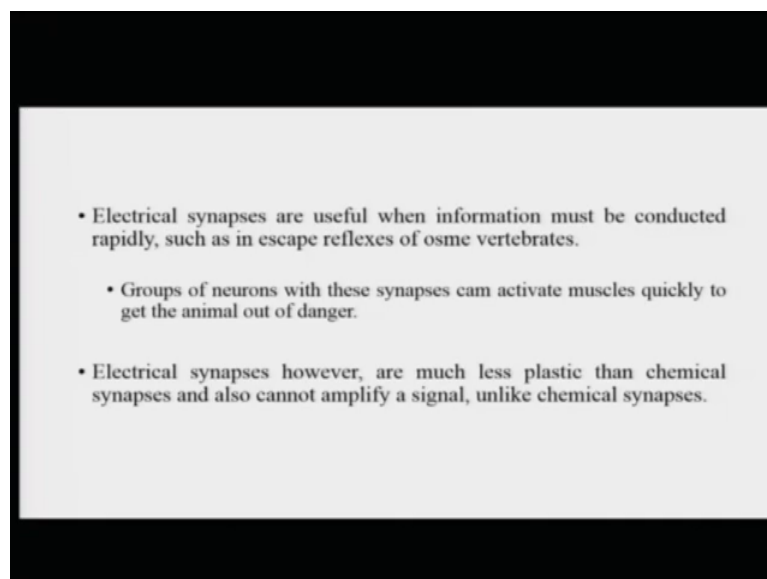 • Electrical synapses are useful when information must be conducted
rapidly, such as in escape reflexes of osme vertebrates.
• Groups of neurons with these synapses cam activate muscles quickly to
get the animal out of danger.
• Electrical synapses however, are much less plastic than chemical
synapses and also cannot amplify a signal, unlike chemical synapses.